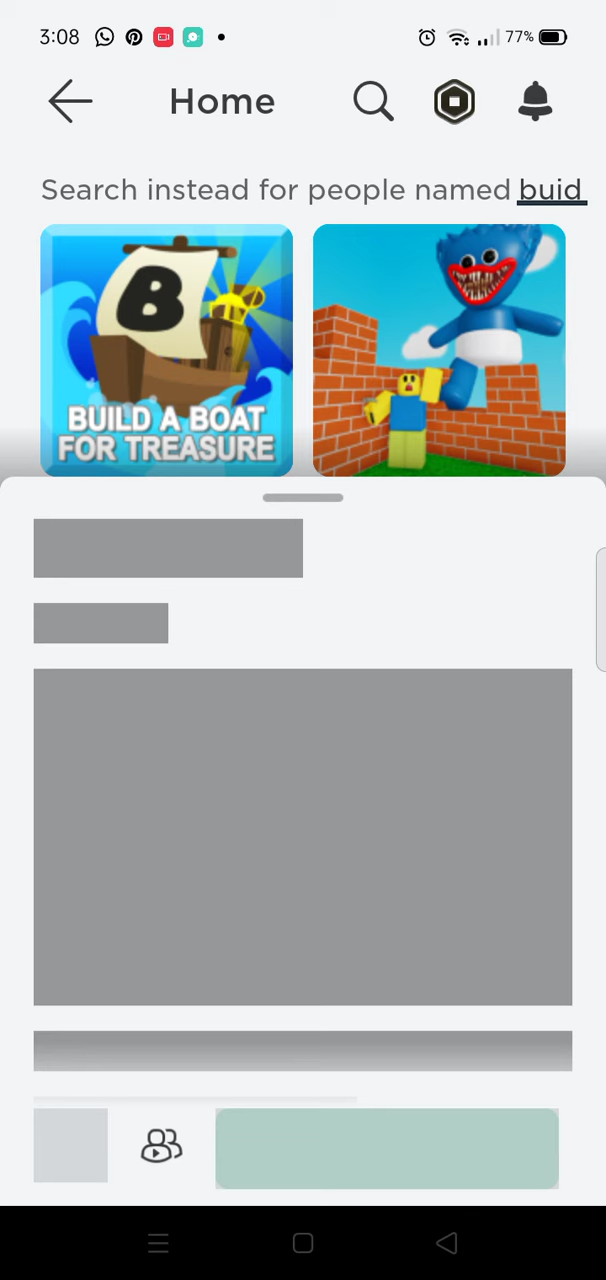 3:08
77%
Home
Search instead for people named buid
B
BUILD A BOAT
FOR TREASURE